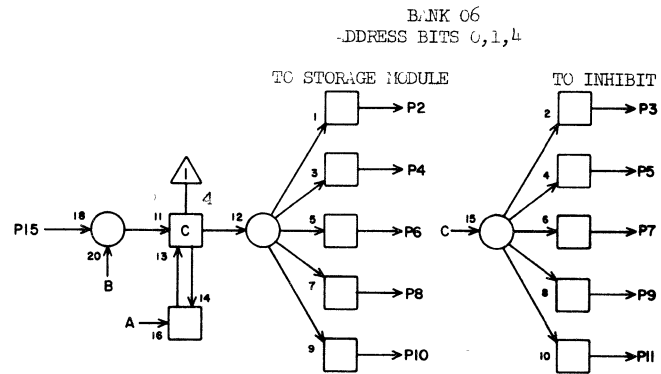 BANK 06
ADDRESS BITS 0,1,4
TO STORAGE MODULE
TO INHIBIT
1
P2
2
P3
3
P4
4
P5
1
4
P15
18
11
C
12
5
P6
C
15
6
P7
20
13
B
14
7
P8
8
P9
A
16
9
P10
10
P11